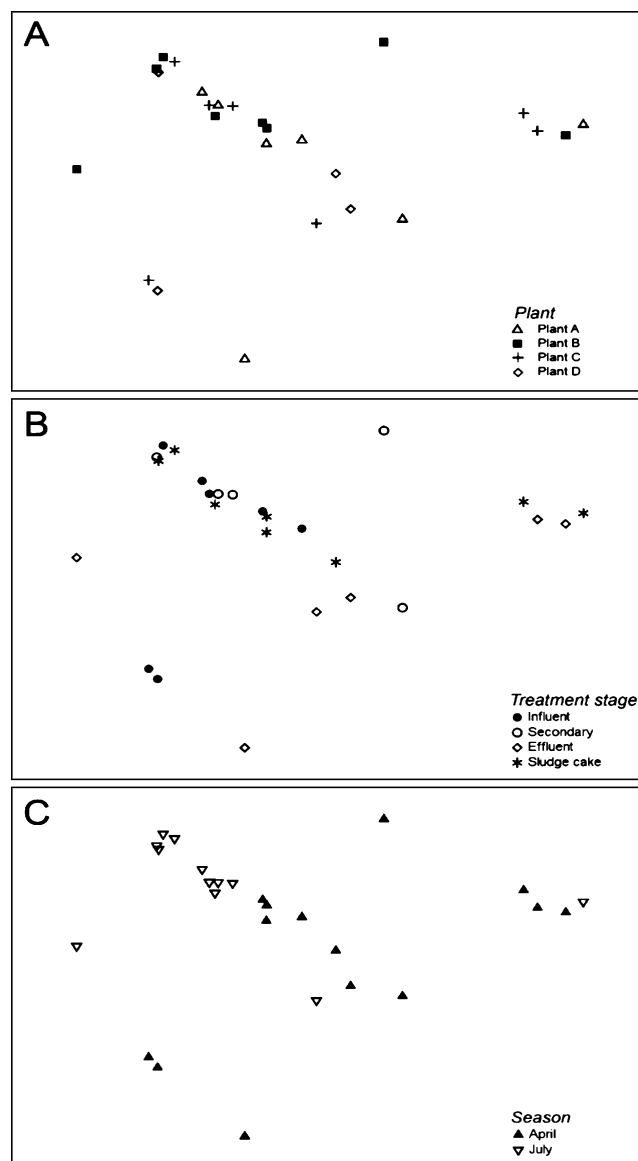 A
Plant
Plant A
Plant B
Plant C
Plant D
B
Treatment stage
Influent
Secondary
Effluent
Sludge cake
C
Season
April
July